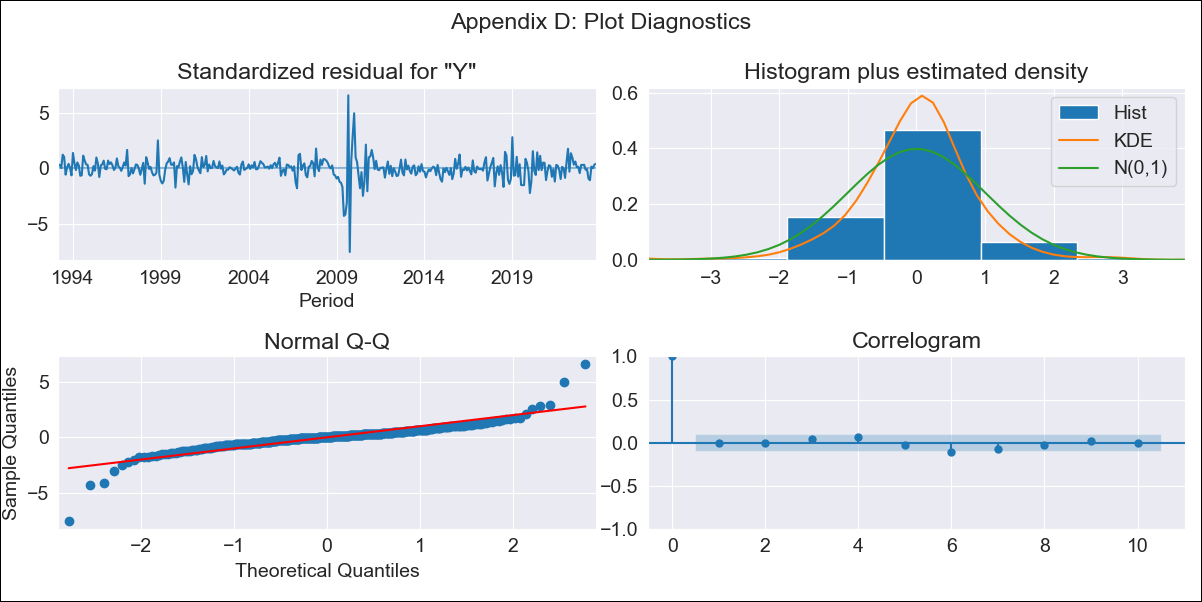 Appendix D: Plot Diagnostics
Standardized residual for "Y"
5
0
−5
1994 1999 2004 2009 2014 2019
Period
Histogram plus estimated density
0.6
0.4
0.2
0.0
−3 −2 −1 0 1 2 3
Hist
KDE
N(0,1)
Normal Q-Q
Sample Quantiles
5
0
−5
−2 −1 0 1 2
Theoretical Quantiles
Correlogram
1.0
0.5
0.0
−0.5
−1.0
0 2 4 6 8 10